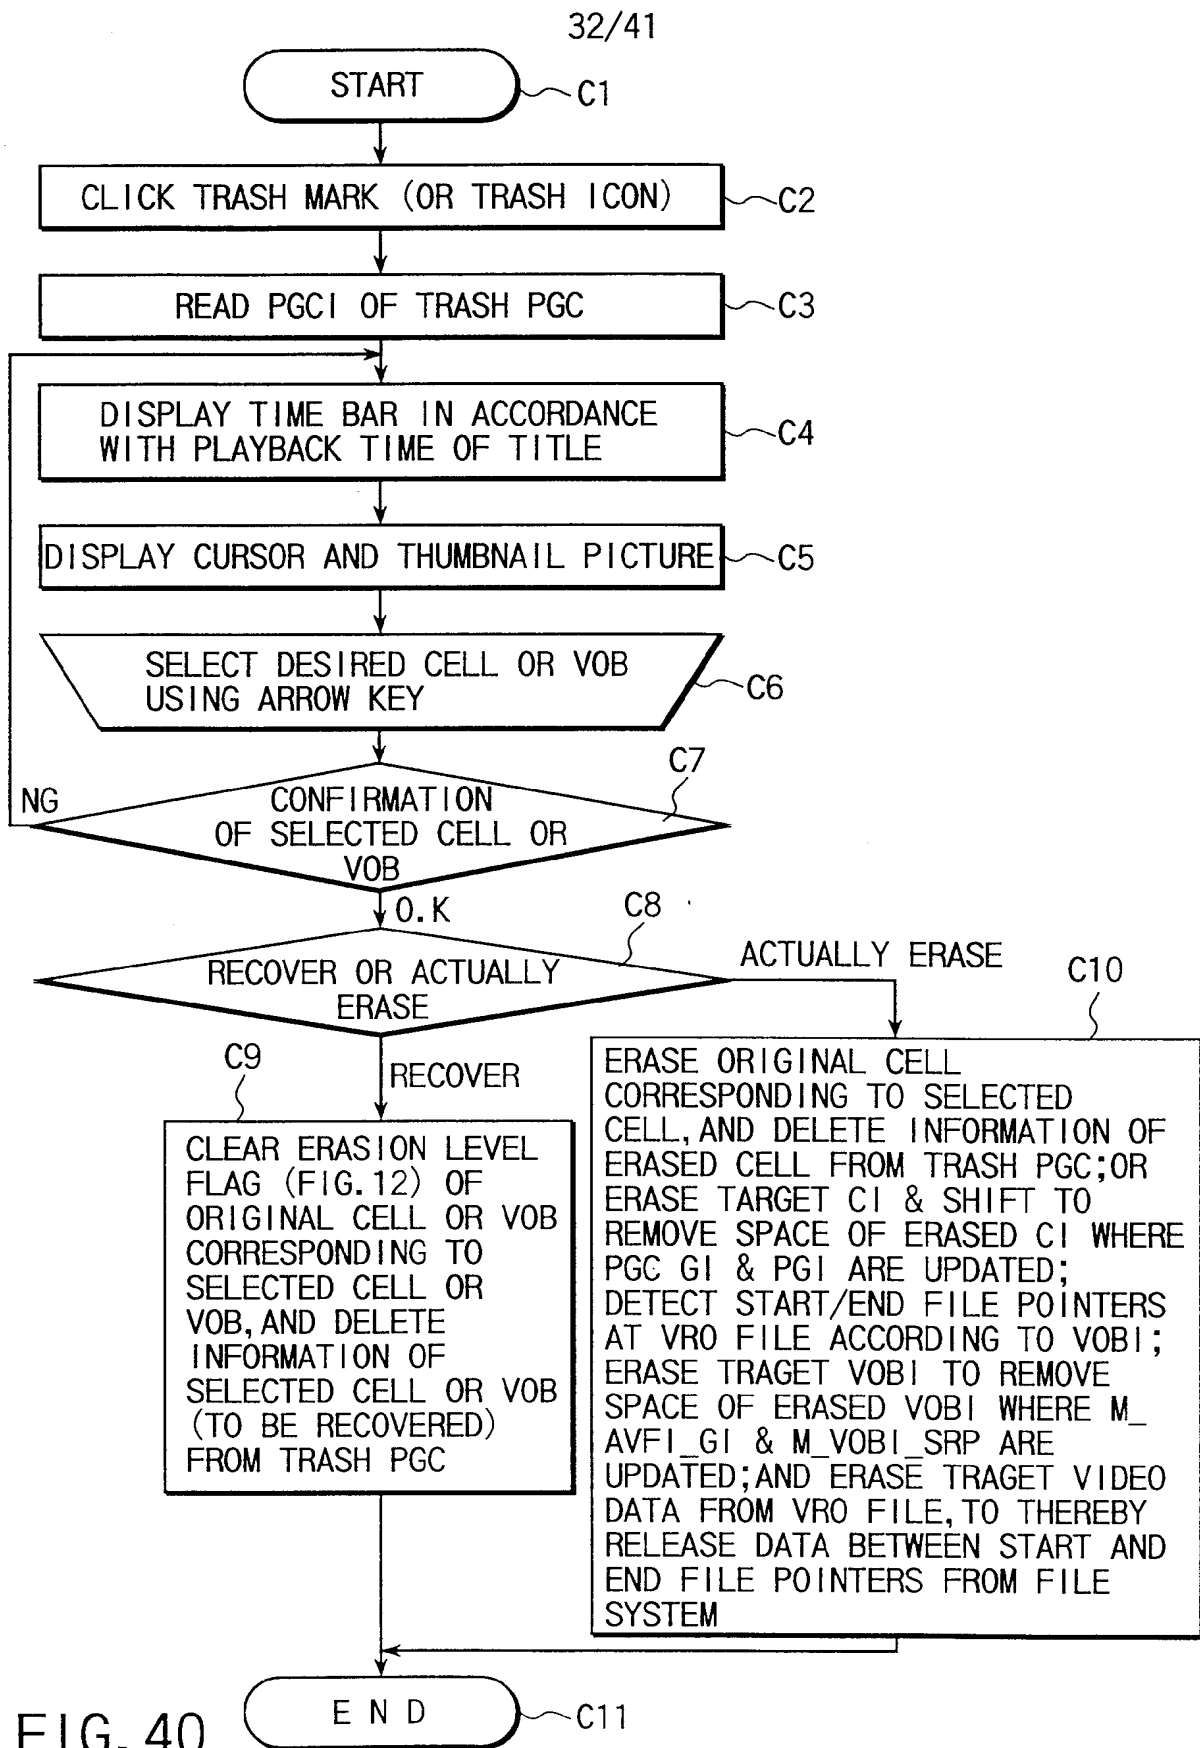 32/41
START
C1
CLICK TRASH MARK (OR TRASH ICON)
C2
READ PGCI OF TRASH PGC
C3
DISPLAY TIME BAR IN ACCORDANCE
WITH PLAYBACK TIME OF TITLE
C4
DISPLAY CURSOR AND THUMBNAIL PICTURE
C5
SELECT DESIRED CELL OR VOB
USING ARROW KEY
C6
C7
NG
CONFIRMATION
OF SELECTED CELL OR
VOB
O.K
C8
RECOVER OR ACTUALLY
ERASE
ACTUALLY ERASE
C10
C9
RECOVER
CLEAR ERASION LEVEL
FLAG (FIG.12) OF
ORIGINAL CELL OR VOB
CORRESPONDING TO
SELECTED CELL OR
VOB,AND DELETE
INFORMATION OF
SELECTED CELL OR VOB
(TO BE RECOVERED)
FROM TRASH PGC
ERASE ORIGINAL CELL
CORRESPONDING TO SELECTED
CELL,AND DELETE INFORMATION OF
ERASED CELL FROM TRASH PGC;OR
ERASE TARGET CI & SHIFT TO
REMOVE SPACE OF ERASED CI WHERE
PGC GI & PGI ARE UPDATED;
DETECT START/END FILE POINTERS
AT VRO FILE ACCORDING TO VOBI;
ERASE TRAGET VOBI TO REMOVE
SPACE OF ERASED VOBI WHERE M_
AVFI_GI & M_VOBI_SRP ARE
UPDATED;AND ERASE TRAGET VIDEO
DATA FROM VRO FILE,TO THEREBY
RELEASE DATA BETWEEN START AND
END FILE POINTERS FROM FILE
SYSTEM
END
C11
FIG. 40